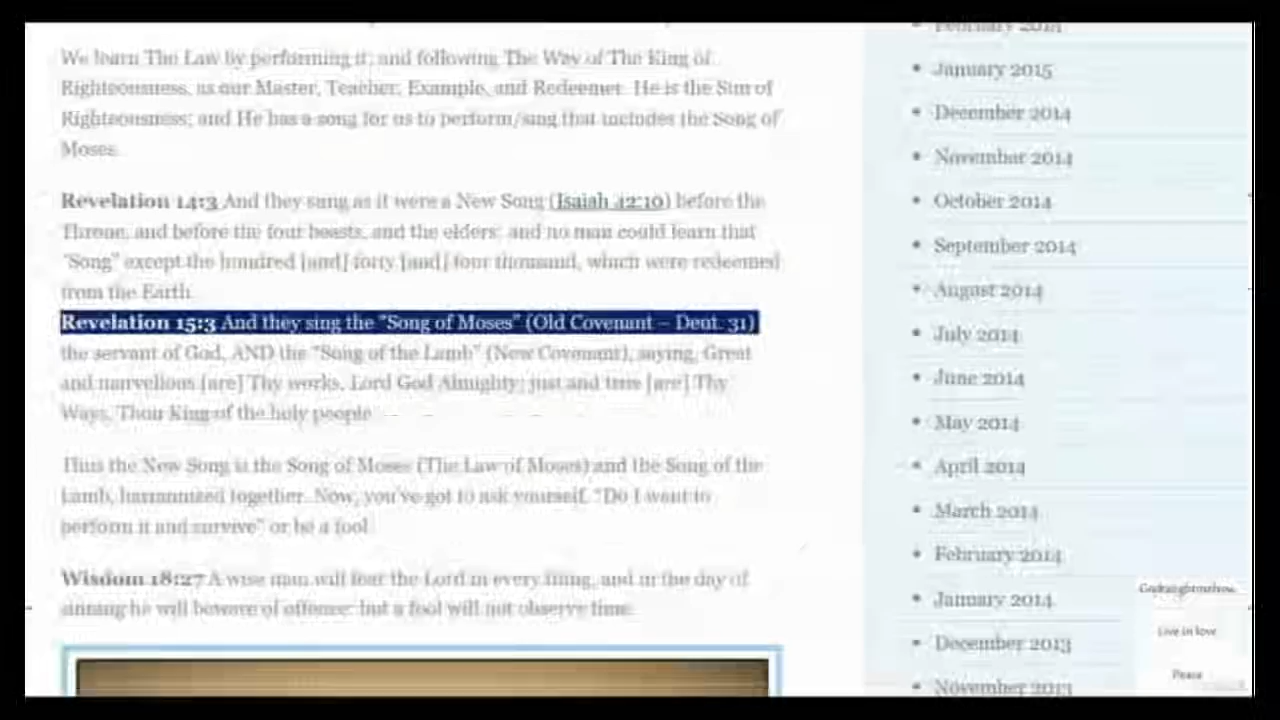 We learn The Law by performing it; and following The Way of The King of
Righteousness, as our Master, Teacher, Example, and Redeemer. He is the Sun of
Righteousness; and He has a song for us to perform/sing that includes the Song of
Moses.
Revelation 14:3 And they sung as it were a New Song (Isaiah 42:10) before the
Throne, and before the four beasts, and the elders: and no man could learn that
"Song" except the hundred [and] forty [and] four thousand, which were redeemed
from the Earth.
Revelation 15:3 And they sing the "Song of Moses" (Old Covenant – Deut. 31)
the servant of God, AND the "Song of the Lamb" (New Covenant), saying, Great
and marvellous [are] Thy works, Lord God Almighty; just and true [are] Thy
Ways, Thou King of the holy people.
Thus the New Song is the Song of Moses (The Law of Moses) and the Song of the
Lamb, harmonized together. Now, you've got to ask yourself, "Do I want to
perform it and survive" or be a fool.
Wisdom 18:27 A wise man will fear the Lord in every thing, and in the day of
sinning he will beware of offence: but a fool will not observe time.
February 2015
January 2015
December 2014
November 2014
October 2014
September 2014
August 2014
July 2014
June 2014
May 2014
April 2014
March 2014
February 2014
January 2014
December 2013
November 2013
Live in love
Peace